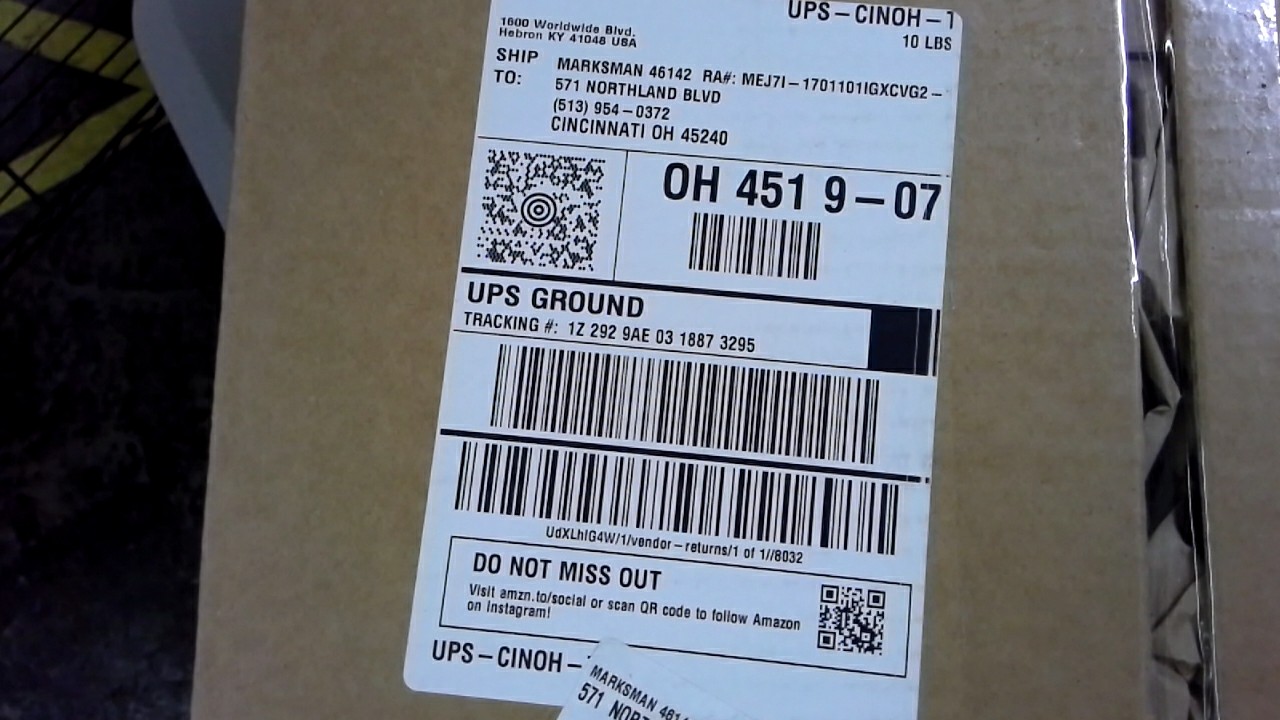 UPS-CINOH-1
1600 Worldwide Blvd.
10 LBS
Hebron KY 41048 USA
SHIP TO:
MARKSMAN 46142 RA#: MEJ7I-1701101IGXCVG2-
571 NORTHLAND BLVD
(513) 954-0372
CINCINNATI OH 45240
OH 451 9-07
UPS GROUND
TRACKING #: 1Z 292 9AE 03 1887 3295
UdXLhIG4W/1/vendor-returns/1 of 1//8032
DO NOT MISS OUT
Visit amzn.to/social or scan QR code to follow Amazon
on Instagram!
UPS-CINOH-
MARKSMAN 461
571 NORT